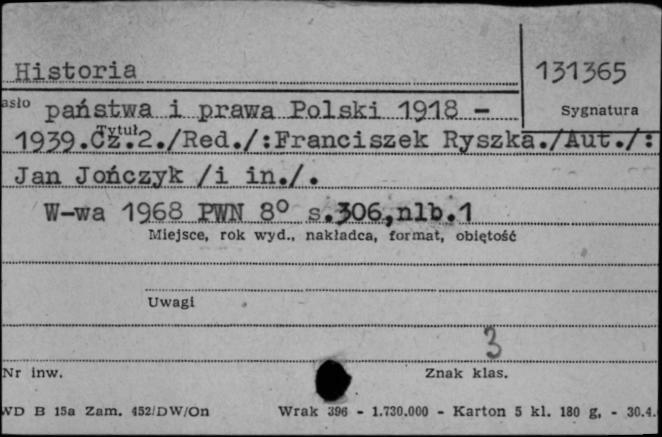 Historia
131365
asło państwa i prawa Polski 1918 -
Sygnatura
Tytuł
1939.Cz.2./Red./:Franciszek Ryszka./Aut./:
Jan Jończyk /i in./.
W-wa 1968 PWN 8° s.306,nlb.1
Miejsce, rok wyd., nakładca, format, objętość
Uwagi
3
Nr inw.
Znak klas.
WD B 15a Zam. 452/DW/On
Wrak 396 - 1.730.000 - Karton 5 kl. 180 g. - 30.4.